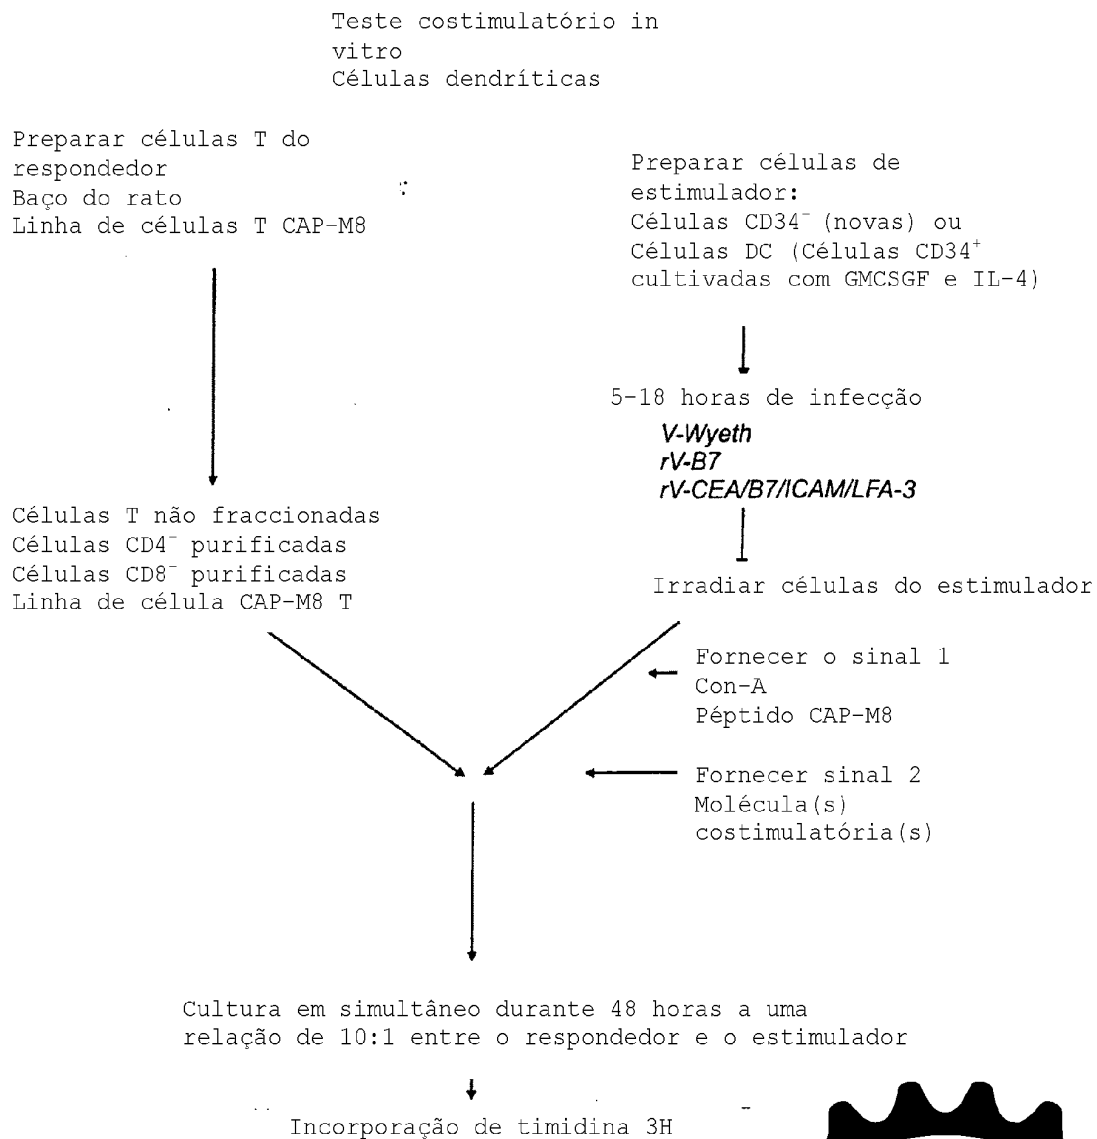 Teste costimulatório in
vitro
Células dendríticas
Preparar células T do
respondedor
Baço do rato
Linha de células T CAP-M8
Preparar células de
estimulador:
Células CD34⁻ (novas) ou
Células DC (Células CD34⁺
cultivadas com GMCSGF e IL-4)
5-18 horas de infecção
V-Wyeth
rV-B7
rV-CEA/B7/ICAM/LFA-3
Células T não fraccionadas
Células CD4⁻ purificadas
Células CD8⁻ purificadas
Linha de célula CAP-M8 T
Irradiar células do estimulador
Fornecer o sinal 1
Con-A
Péptido CAP-M8
Fornecer sinal 2
Molécula(s)
costimulatória(s)
Cultura em simultâneo durante 48 horas a uma
relação de 10:1 entre o respondedor e o estimulador
Incorporação de timidina 3H